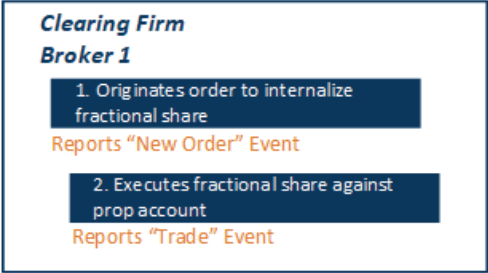 Clearing Firm
Broker 1
1. Originates order to internalize
fractional share
Reports “New Order” Event
2. Executes fractional share against
prop account
Reports “Trade” Event